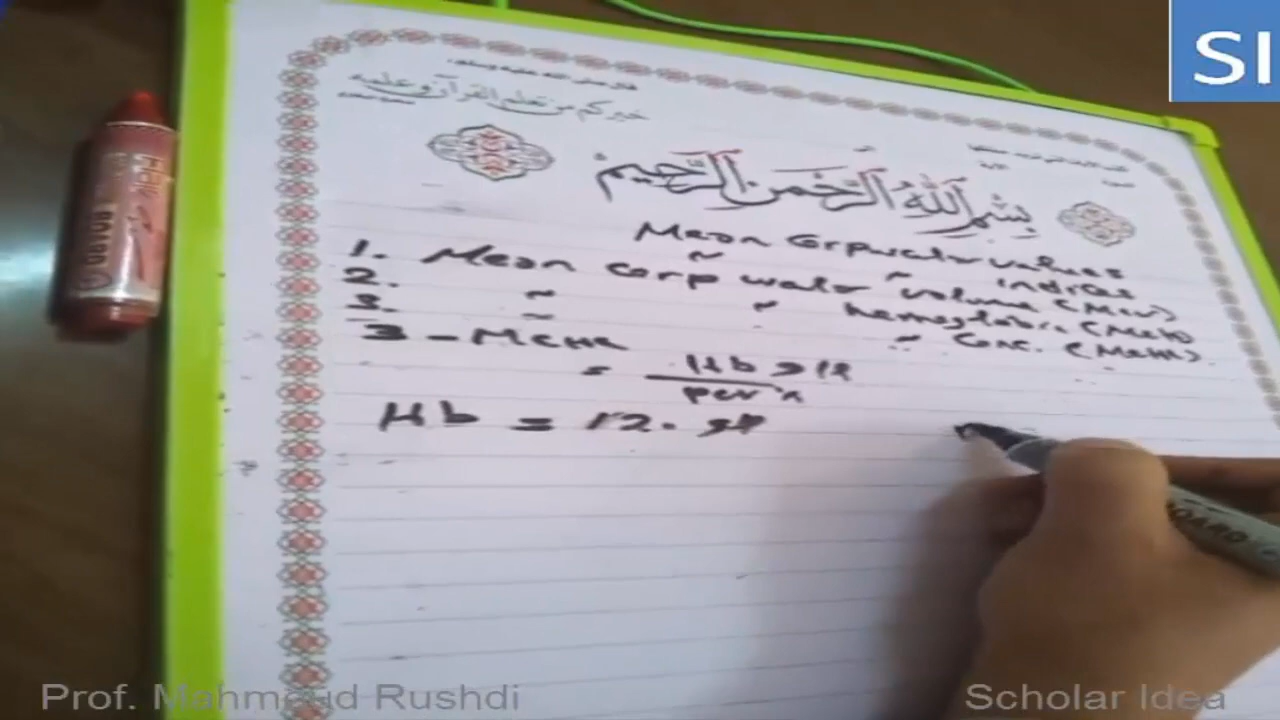 SI
خيركم من تعلم القرآن وعلمه
بسم الله الرحمن الرحيم
Mean Corpuscular values
~ ~ indices
1. Mean corpuscular volume (MCV)
2. ~ ~ hemoglobin (MCH)
3. ~ ~ ~ Conc. (MCHC)
3 - MCHC
= Hb g/l
pcv %
Hb = 12. g
Prof. Mahmoud Rushdi
Scholar Idea